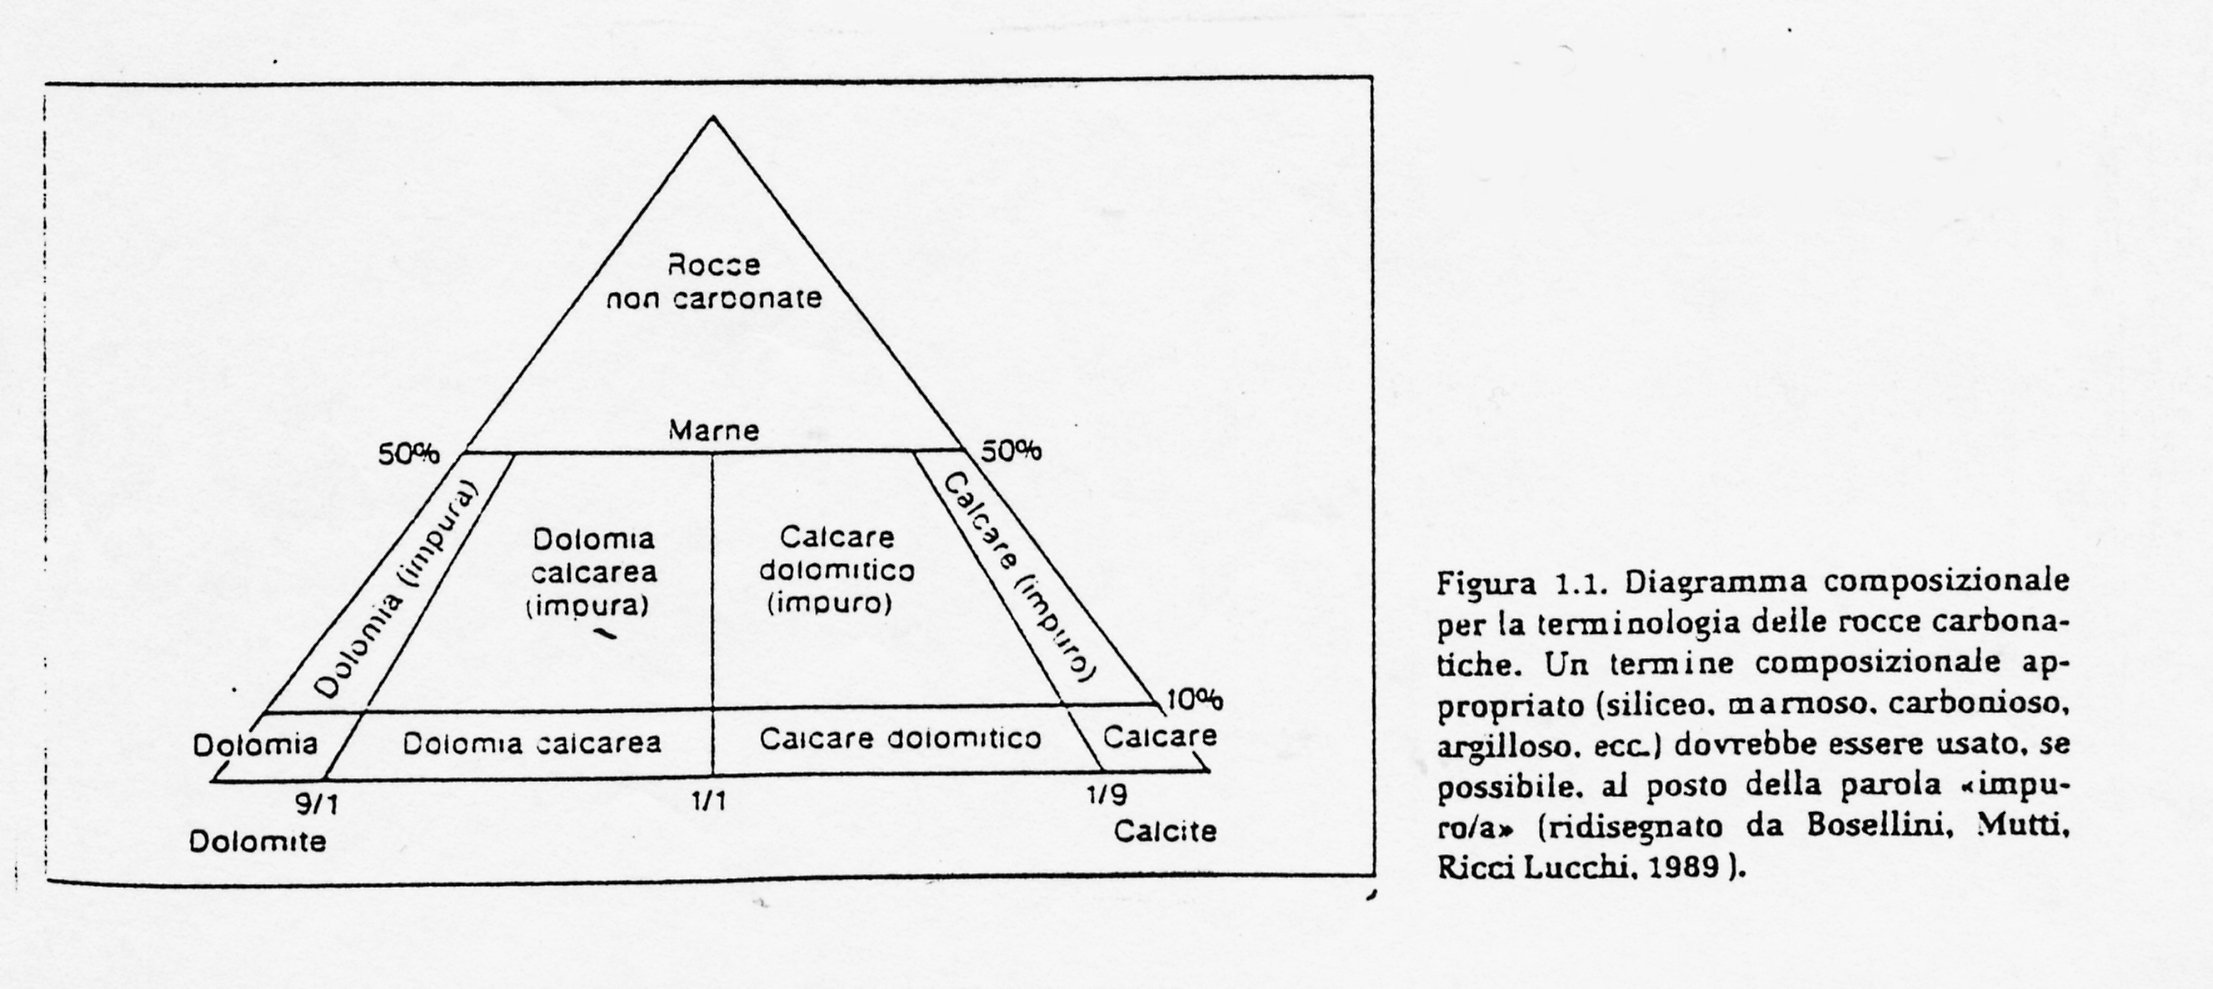 Rocce
non carbonate
Marne
50%
50%
Dolomia (impura)
Dolomia
calcarea
(impura)
Calcare
dolomitico
(impuro)
Calcare (impuro)
10%
Dolomia
Dolomia calcarea
Calcare dolomitico
Calcare
9/1
1/1
1/9
Dolomite
Calcite
Figura 1.1. Diagramma composizionale
per la terminologia delle rocce carbona-
tiche. Un termine composizionale ap-
propriato (siliceo, marnoso, carbonioso,
argilloso, ecc.) dovrebbe essere usato, se
possibile, al posto della parola «impu-
ro/a» (ridisegnato da Bosellini, Mutti,
Ricci Lucchi, 1989).